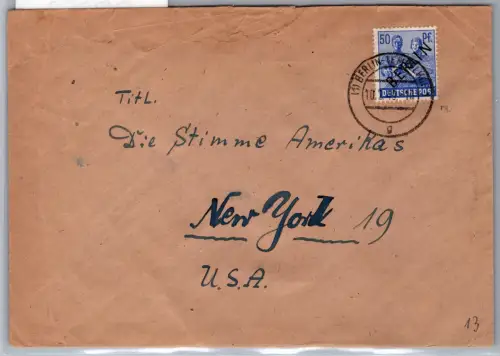 50 Pf.
DEUTSCHE POST
BERLIN
g
Titl.
Die Stimme Amerikas
New York 19
U.S.A.
13